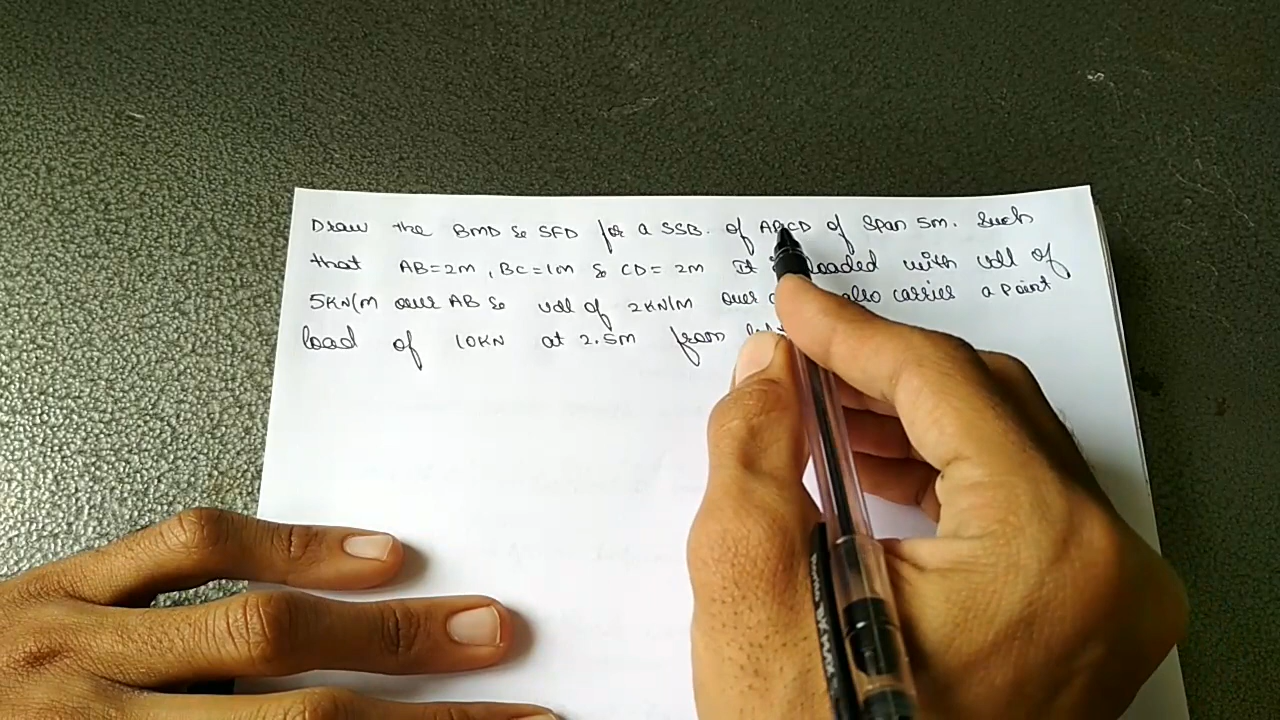 Draw the BMD & SFD for a SSB. of ABCD of Span 5m. Such
that AB=2m, BC=1m & CD=2m It loaded with udl of
5KN/M over AB & udl of 2KN/M over also carries a point
load of 10KN at 2.5m from